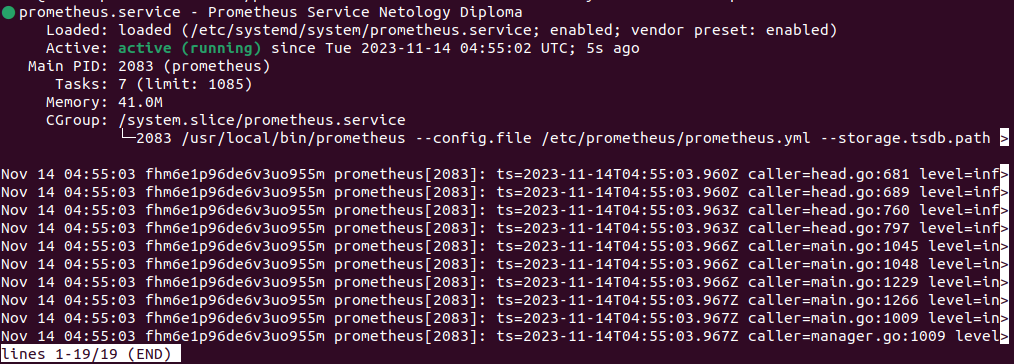 ● prometheus.service - Prometheus Service Netology Diploma
Loaded: loaded (/etc/systemd/system/prometheus.service; enabled; vendor preset: enabled)
Active: active (running) since Tue 2023-11-14 04:55:02 UTC; 5s ago
Main PID: 2083 (prometheus)
Tasks: 7 (limit: 1085)
Memory: 41.0M
CGroup: /system.slice/prometheus.service
└─2083 /usr/local/bin/prometheus --config.file /etc/prometheus/prometheus.yml --storage.tsdb.path >
Nov 14 04:55:03 fhm6e1p96de6v3uo955m prometheus[2083]: ts=2023-11-14T04:55:03.960Z caller=head.go:681 level=inf>
Nov 14 04:55:03 fhm6e1p96de6v3uo955m prometheus[2083]: ts=2023-11-14T04:55:03.960Z caller=head.go:689 level=inf>
Nov 14 04:55:03 fhm6e1p96de6v3uo955m prometheus[2083]: ts=2023-11-14T04:55:03.963Z caller=head.go:760 level=inf>
Nov 14 04:55:03 fhm6e1p96de6v3uo955m prometheus[2083]: ts=2023-11-14T04:55:03.963Z caller=head.go:797 level=inf>
Nov 14 04:55:03 fhm6e1p96de6v3uo955m prometheus[2083]: ts=2023-11-14T04:55:03.966Z caller=main.go:1045 level=in>
Nov 14 04:55:03 fhm6e1p96de6v3uo955m prometheus[2083]: ts=2023-11-14T04:55:03.966Z caller=main.go:1048 level=in>
Nov 14 04:55:03 fhm6e1p96de6v3uo955m prometheus[2083]: ts=2023-11-14T04:55:03.966Z caller=main.go:1229 level=in>
Nov 14 04:55:03 fhm6e1p96de6v3uo955m prometheus[2083]: ts=2023-11-14T04:55:03.967Z caller=main.go:1266 level=in>
Nov 14 04:55:03 fhm6e1p96de6v3uo955m prometheus[2083]: ts=2023-11-14T04:55:03.967Z caller=main.go:1009 level=in>
Nov 14 04:55:03 fhm6e1p96de6v3uo955m prometheus[2083]: ts=2023-11-14T04:55:03.967Z caller=manager.go:1009 level>
lines 1-19/19 (END)